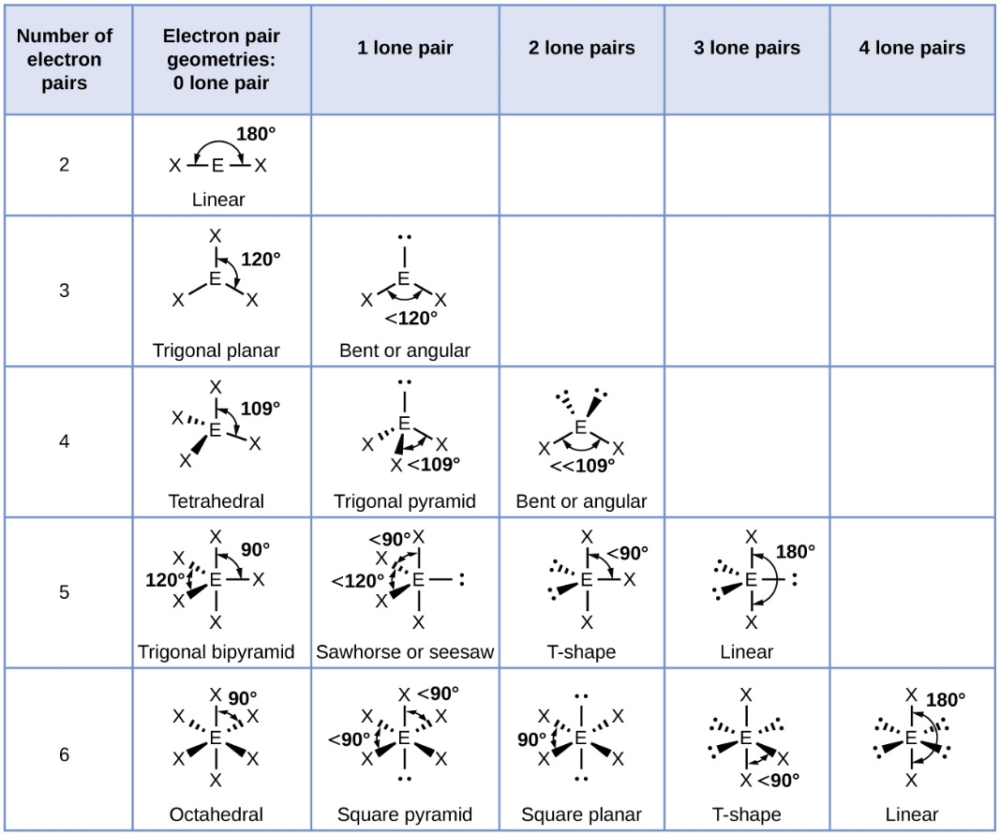 Number of
electron
pairs
Electron pair
geometries:
0 lone pair
1 lone pair
2 lone pairs
3 lone pairs
4 lone pairs
2
180°
X E X
Linear
3
X
120°
E
X X
Trigonal planar
E
X X
<120°
Bent or angular
4
X
109°
X
E
X
X
Tetrahedral
E
X X
X <109°
Trigonal pyramid
E
X X
<<109°
Bent or angular
5
X
90°
X
120° E X
X
X
Trigonal bipyramid
<90° X
X
<120° E
X
X
Sawhorse or seesaw
X
<90°
E X
X
T-shape
X
180°
E
X
Linear
6
X 90°
X X
E
X X
X
Octahedral
X <90°
X X
<90° E
X X
Square pyramid
X X
90° E
X X
Square planar
X
E
X
X <90°
T-shape
X 180°
E
X
Linear